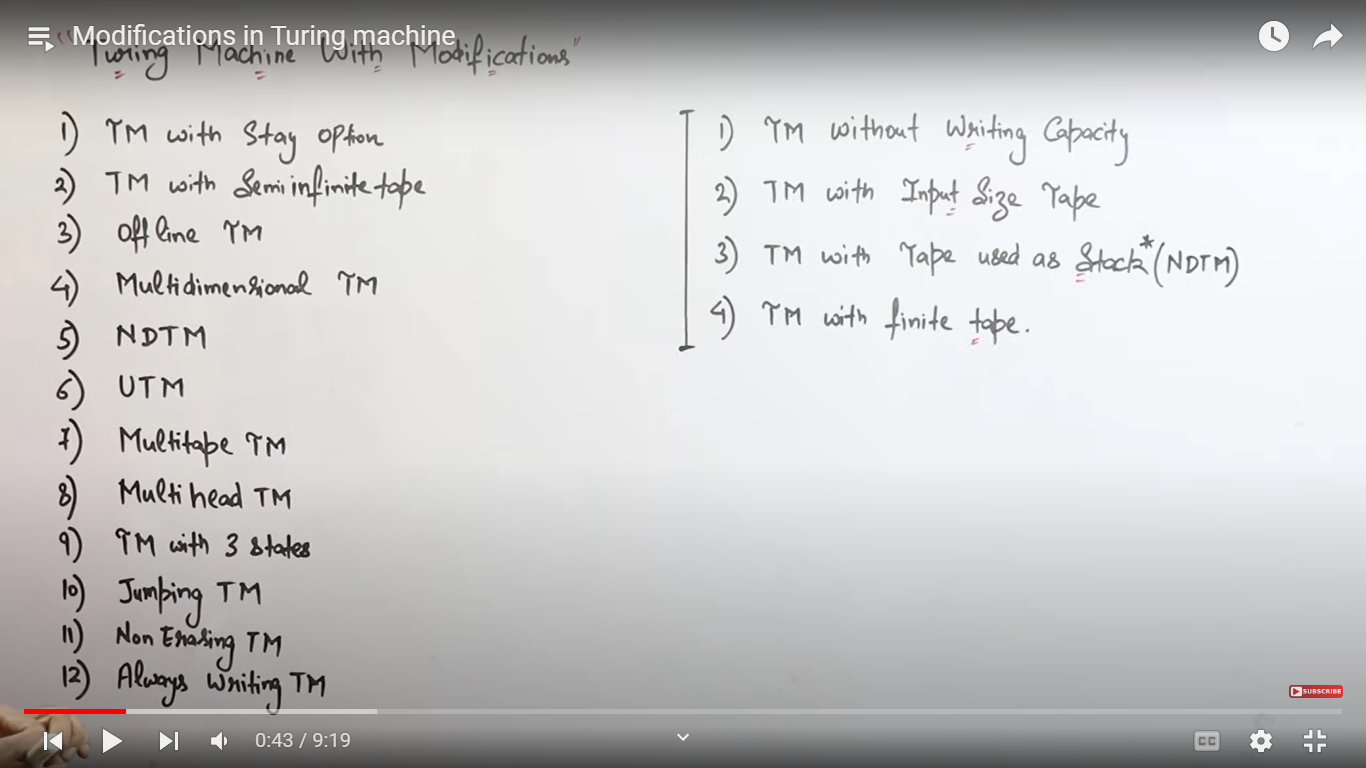 Modifications in Turing machine
"Turing Machine With Modifications"
1) TM with Stay option
2) TM with Semi infinite tape
3) Offline TM
4) Multidimensional TM
5) NDTM
6) UTM
7) Multitape TM
8) Multi head TM
9) TM with 3 states
10) Jumping TM
11) Non Erasing TM
12) Always Writing TM
1) TM without Writing Capacity
2) TM with Input Size Tape
3) TM with Tape used as Stack* (NDTM)
4) TM with finite tape.
SUBSCRIBE
0:43 / 9:19
CC